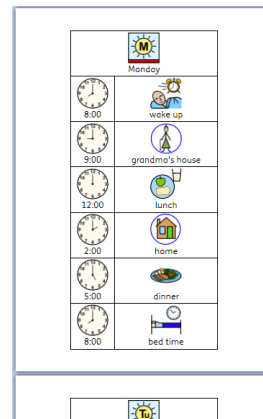 M
Monday
8:00 wake up
9:00 grandma's house
12:00 lunch
2:00 home
5:00 dinner
8:00 bed time
Tu